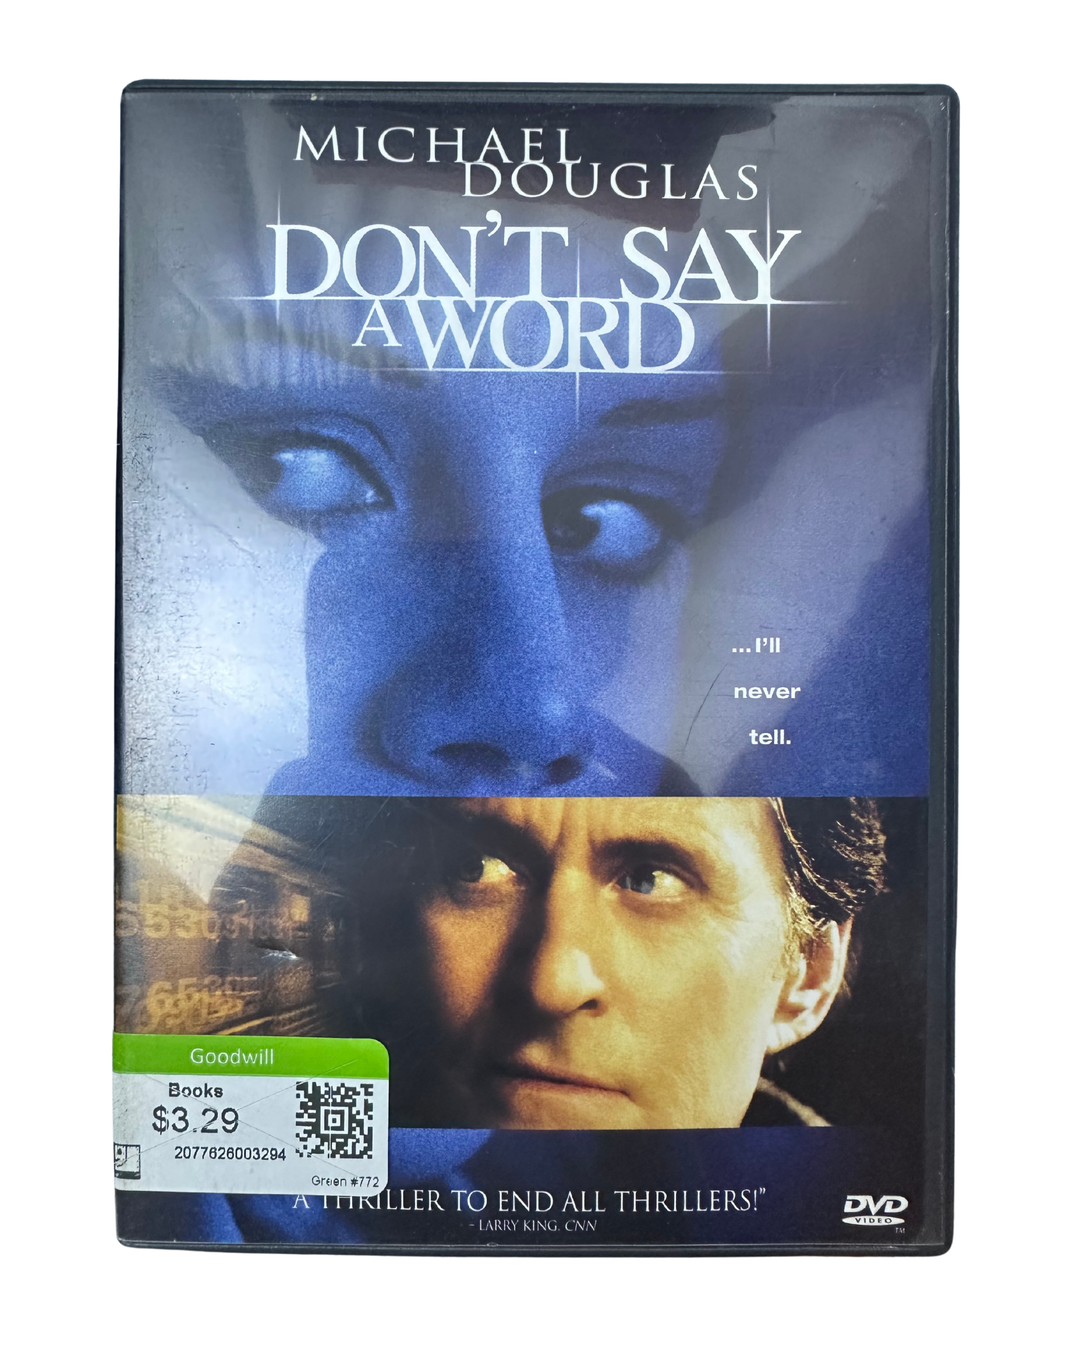 MICHAEL
DOUGLAS
DON'T SAY
A WORD
...I'll
never
tell.
Goodwill
Books
$3.29
2077626003294
Green #772
A THRILLER TO END ALL THRILLERS!"
- LARRY KING, CNN
DVD
VIDEO
TM